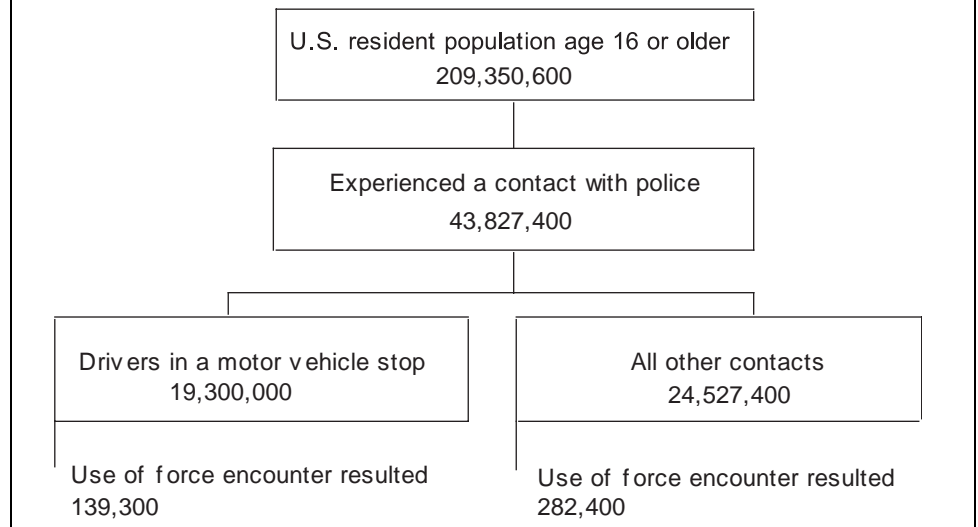 U.S. resident population age 16 or older
209,350,600
Experienced a contact with police
43,827,400
Drivers in a motor vehicle stop
19,300,000
All other contacts
24,527,400
Use of force encounter resulted
139,300
Use of force encounter resulted
282,400